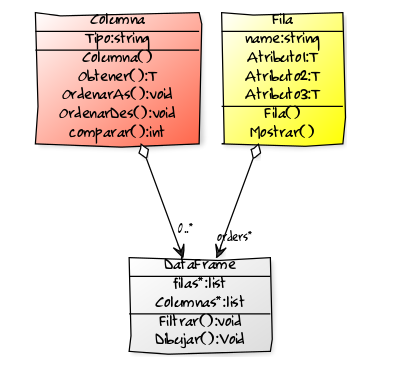 Columna
Tipo:string
Columna()
Obtener():T
OrdenarAs():void
OrdenarDes():void
comparar():int
Fila
name:string
Atributo1:T
Atributo2:T
Atributo3:T
Fila()
Mostrar()
0..*
orders*
DataFrame
filas*:list
Columnas*:list
Filtrar():void
Dibujar():Void